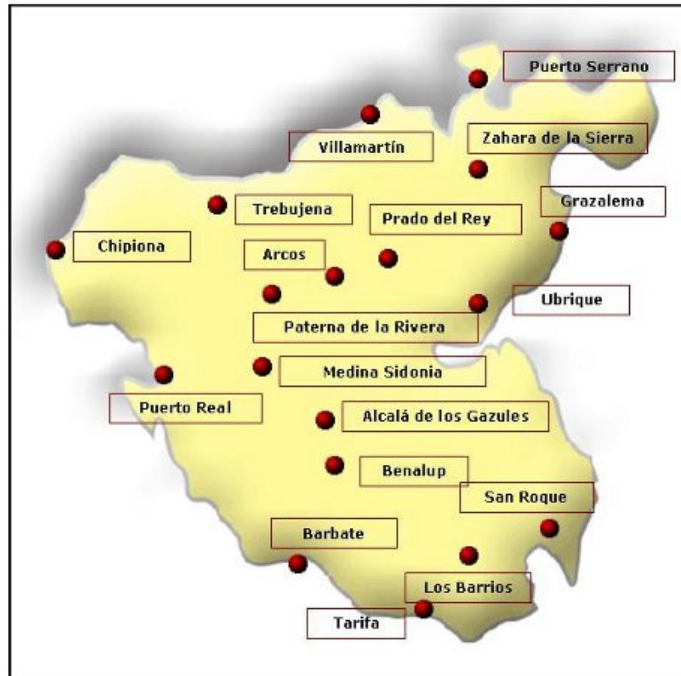 Puerto Serrano
Villamartín
Zahara de la Sierra
Trebujena
Prado del Rey
Grazalema
Chipiona
Arcos
Ubrique
Paterna de la Rivera
Medina Sidonia
Puerto Real
Alcalá de los Gazules
Benalup
San Roque
Barbate
Los Barrios
Tarifa